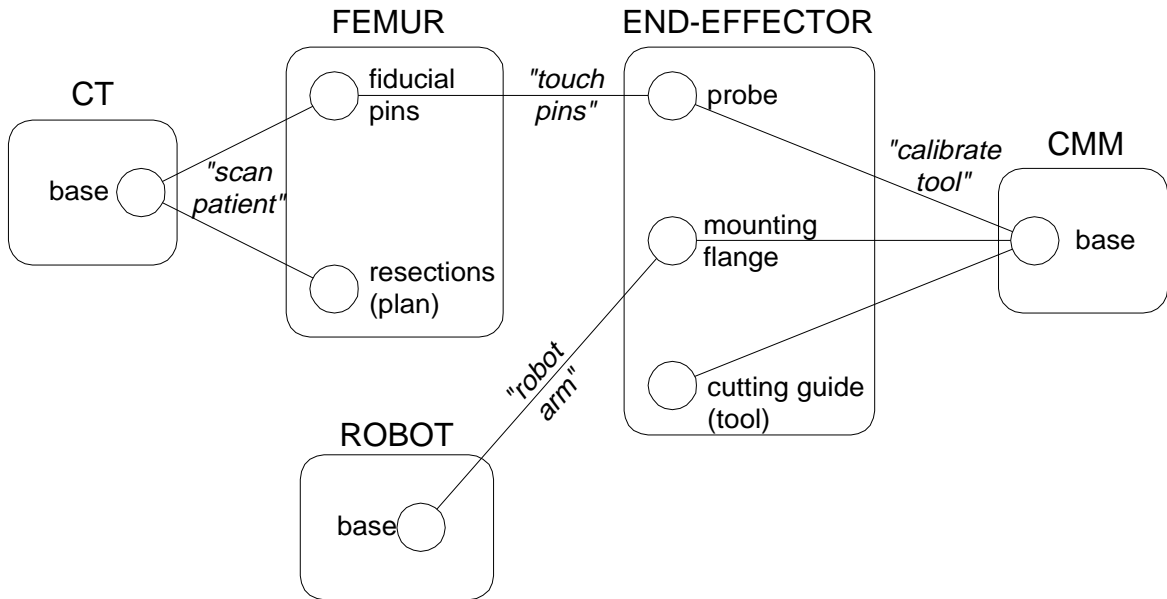 FEMUR
END-EFFECTOR
CT
CMM
fiducial
pins
"touch
pins"
probe
"calibrate
tool"
base
"scan
patient"
mounting
flange
base
resections
(plan)
"robot
arm"
cutting guide
(tool)
ROBOT
base